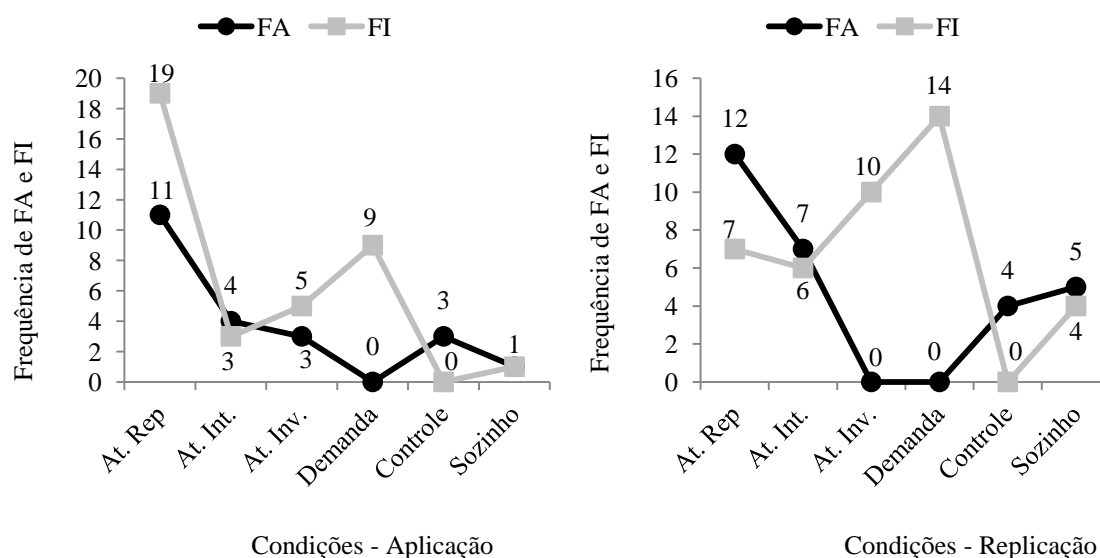 FA FI
Frequência de FA e FI
20
18
16
14
12
10
8
6
4
2
0
19
11
4
3
5
3
9
0
3
0
1
At. Rep
At. Int.
At. Inv.
Demanda
Controle
Sozinho
Condições - Aplicação
FA FI
Frequência de FA e FI
16
14
12
10
8
6
4
2
0
12
7
7
6
10
0
14
0
4
0
5
4
At. Rep
At. Int.
At. Inv.
Demanda
Controle
Sozinho
Condições - Replicação